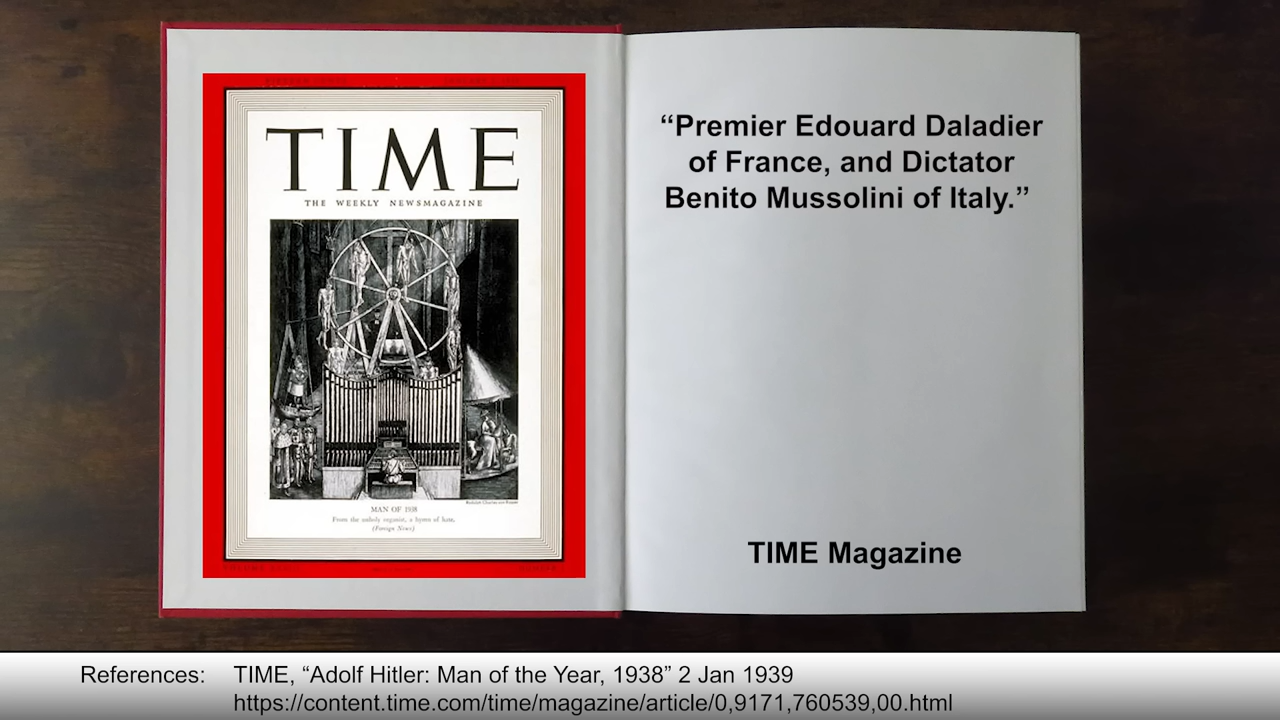 TIME
THE WEEKLY NEWSMAGAZINE
MAN OF 1938
From the unholy organist, a hymn of hate.
(Foreign News)
“Premier Edouard Daladier
of France, and Dictator
Benito Mussolini of Italy.”
TIME Magazine
References: TIME, “Adolf Hitler: Man of the Year, 1938” 2 Jan 1939
https://content.time.com/time/magazine/article/0,9171,760539,00.html